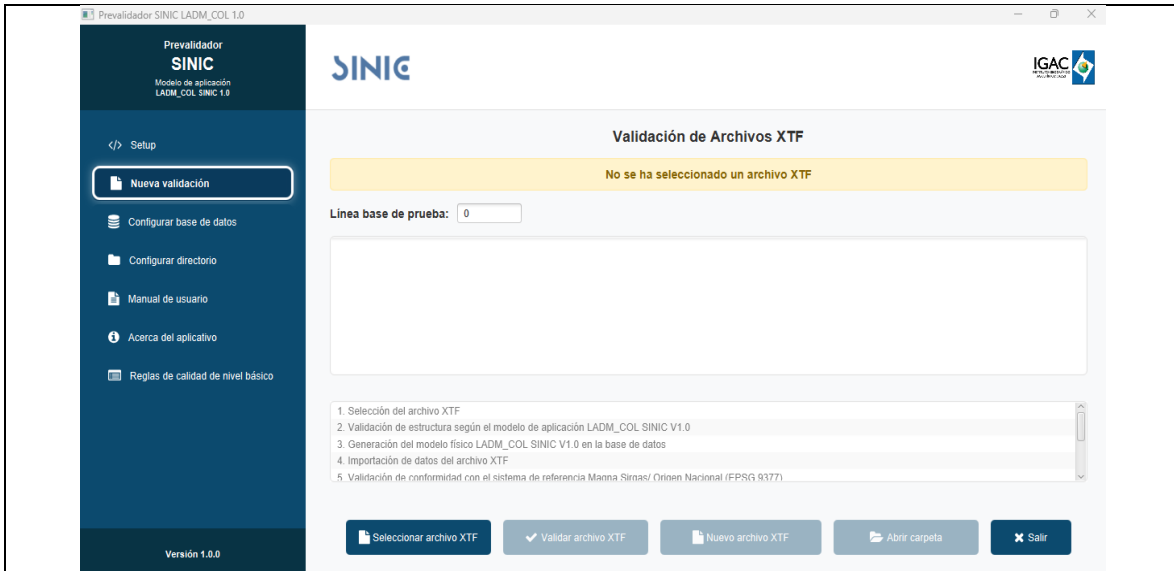 Prevalidador SINIC LADM_COL 1.0
Prevalidador
SINIC
Modelo de aplicación
LADM_COL SINIC 1.0
Setup
Nueva validación
Configurar base de datos
Configurar directorio
Manual de usuario
Acerca del aplicativo
Reglas de calidad de nivel básico
Versión 1.0.0
SINIC
IGAC
Validación de Archivos XTF
No se ha seleccionado un archivo XTF
Línea base de prueba: 0
1. Selección del archivo XTF
2. Validación de estructura según el modelo de aplicación LADM_COL SINIC V1.0
3. Generación del modelo físico LADM_COL SINIC V1.0 en la base de datos
4. Importación de datos del archivo XTF
5. Validación de conformidad con el sistema de referencia Magna Sirgas/ Origen Nacional (EPSG 9377)
Seleccionar archivo XTF
Validar archivo XTF
Nuevo archivo XTF
Abrir carpeta
Salir